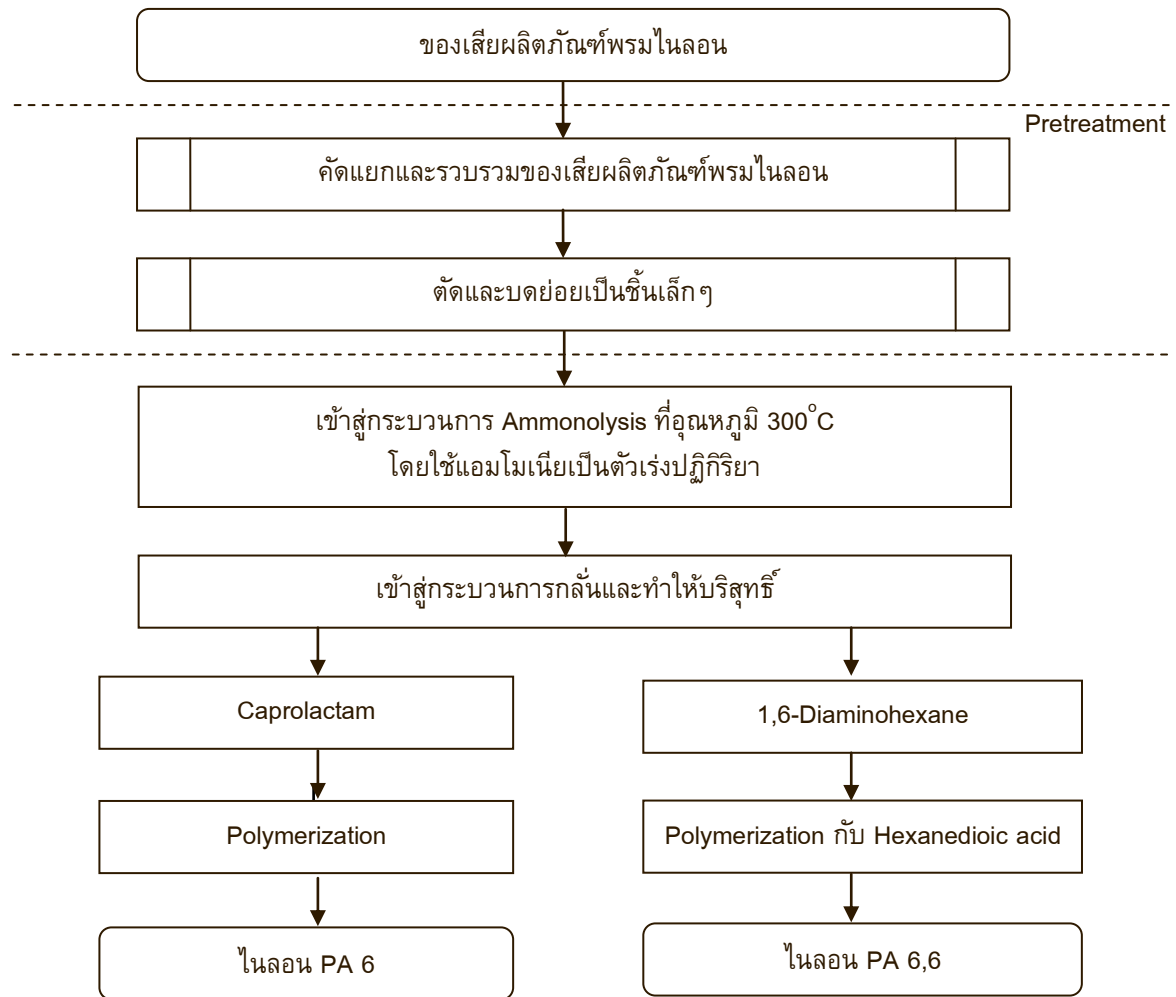 ของเสียผลิตภัณฑ์พรมไนลอน
Pretreatment
คัดแยกและรวบรวมของเสียผลิตภัณฑ์พรมไนลอน
ตัดและบดย่อยเป็นชิ้นเล็กๆ
เข้าสู่กระบวนการ Ammonolysis ที่อุณหภูมิ 300°C
โดยใช้แอมโมเนียเป็นตัวเร่งปฏิกิริยา
เข้าสู่กระบวนการกลั่นและทำให้บริสุทธิ์
Caprolactam
1,6-Diaminohexane
Polymerization
Polymerization กับ Hexanedioic acid
ไนลอน PA 6
ไนลอน PA 6,6